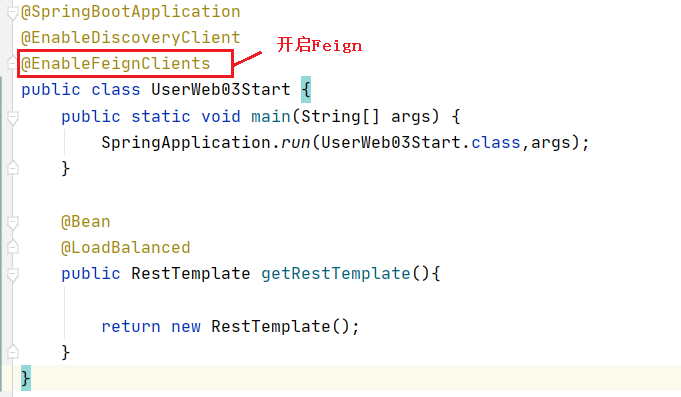 @SpringBootApplication
@EnableDiscoveryClient
@EnableFeignClients
开启Feign
public class UserWeb03Start {
    public static void main(String[] args) {
        SpringApplication.run(UserWeb03Start.class,args);
    }
    @Bean
    @LoadBalanced
    public RestTemplate getRestTemplate(){
        return new RestTemplate();
    }
}